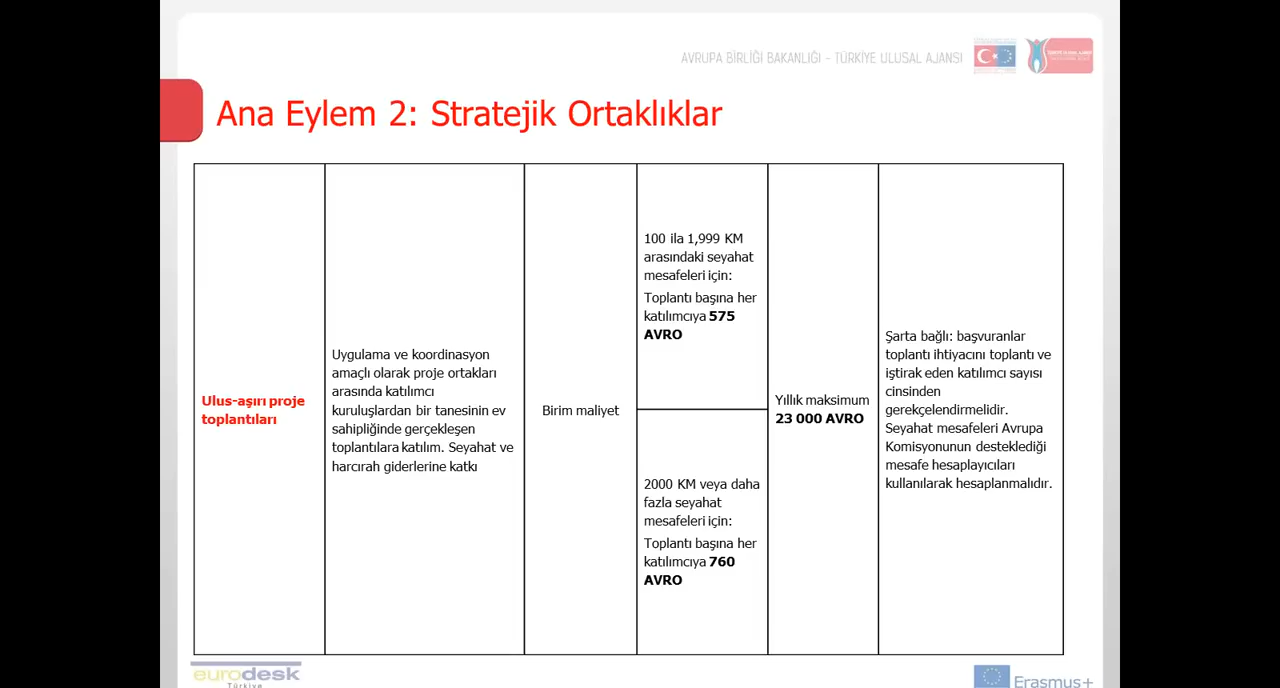 AVRUPA BİRLİĞİ BAKANLIĞI - TÜRKİYE ULUSAL AJANSI
Ana Eylem 2: Stratejik Ortaklıklar
Ulus-aşırı proje
toplantıları
Uygulama ve koordinasyon
amaçlı olarak proje ortakları
arasında katılımcı
kuruluşlardan bir tanesinin ev
sahipliğinde gerçekleşen
toplantılara katılım. Seyahat ve
harcırah giderlerine katkı
Birim maliyet
100 ila 1,999 KM
arasındaki seyahat
mesafeleri için:
Toplantı başına her
katılımcıya 575
AVRO
2000 KM veya daha
fazla seyahat
mesafeleri için:
Toplantı başına her
katılımcıya 760
AVRO
Yıllık maksimum
23 000 AVRO
Şarta bağlı: başvuranlar
toplantı ihtiyacını toplantı ve
iştirak eden katılımcı sayısı
cinsinden
gerekçelendirmelidir.
Seyahat mesafeleri Avrupa
Komisyonunun desteklediği
mesafe hesaplayıcıları
kullanılarak hesaplanmalıdır.
eurodesk
Türkiye
Erasmus+